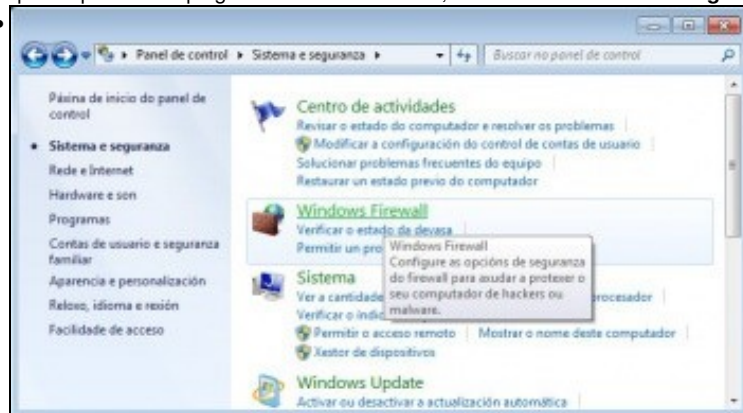 Panel de control ▸ Sistema e seguranza ▸
Buscar no panel de control
Páxina de inicio do panel de
control
Sistema e seguranza
Rede e Internet
Hardware e son
Programas
Contas de usuario e seguranza
familiar
Aparencia e personalización
Reloxo, idioma e rexión
Facilidade de acceso
Centro de actividades
Revisar o estado do computador e resolver os problemas
Modificar a configuración do control de contas de usuario
Solucionar problemas frecuentes do equipo
Restaurar un estado previo do computador
Windows Firewall
Verificar o estado da devasa
Permitir un pro
Windows Firewall
Configure as opcións de seguranza
do firewall para axudar a protexer o
seu computador de hackers ou
malware.
Sistema
Ver a cantidade
rocesador
Verificar o índi
Permitir o acceso remoto
Mostrar o nome deste computador
Xestor de dispositivos
Windows Update
Activar ou desactivar a actualización automática